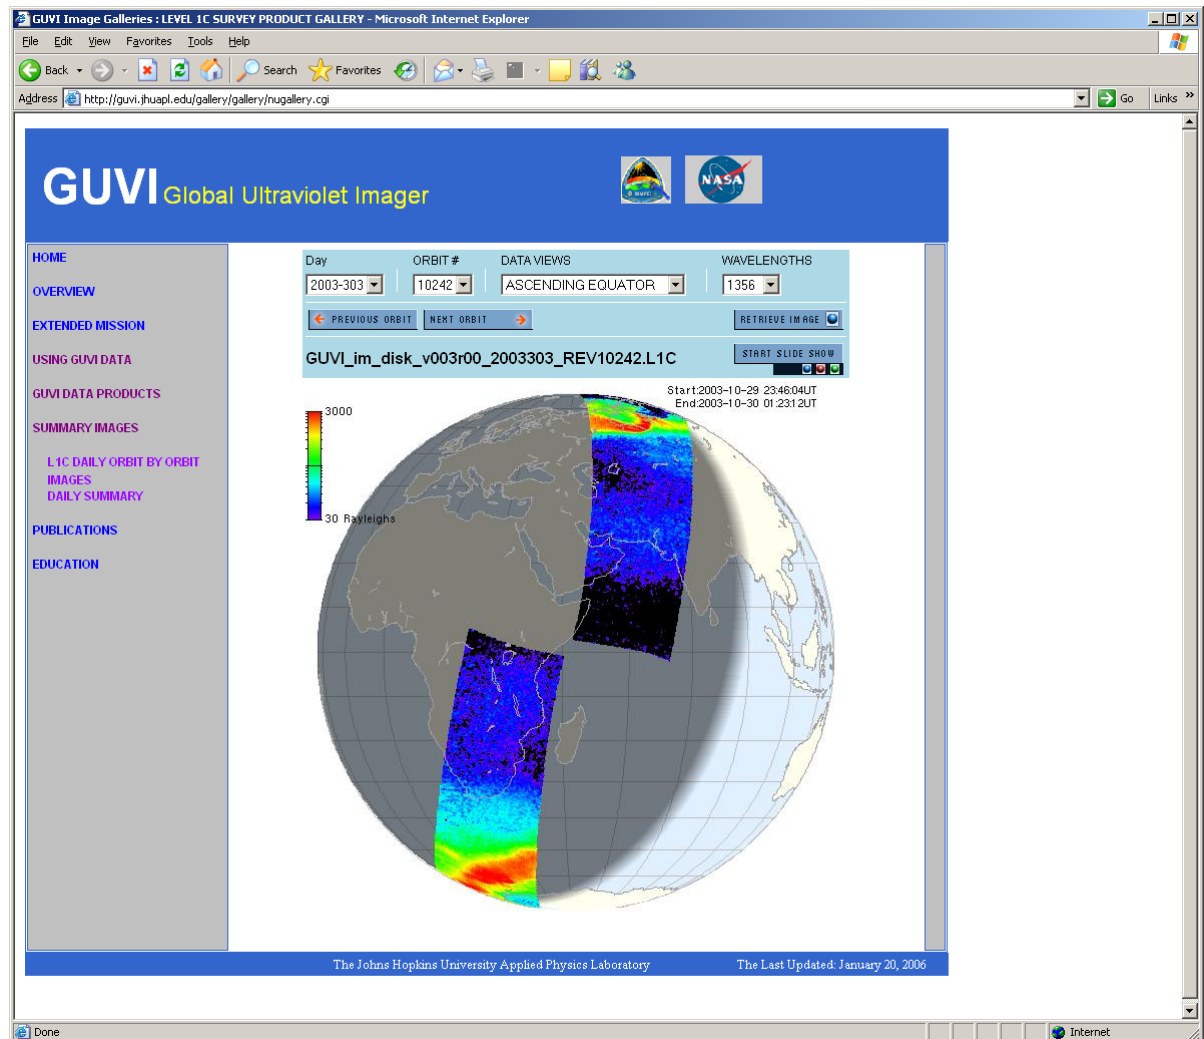 GUVI Image Galleries : LEVEL 1C SURVEY PRODUCT GALLERY - Microsoft Internet Explorer
File Edit View Favorites Tools Help
Back Search Favorites
Address http://guvi.jhuapl.edu/gallery/gallery/nugallery.cgi Go Links »
GUVI Global Ultraviolet Imager
NASA
HOME
OVERVIEW
EXTENDED MISSION
USING GUVI DATA
GUVI DATA PRODUCTS
SUMMARY IMAGES
L1C DAILY ORBIT BY ORBIT
IMAGES
DAILY SUMMARY
PUBLICATIONS
EDUCATION
Day ORBIT # DATA VIEWS WAVELENGTHS
2003-303 10242 ASCENDING EQUATOR 1356
PREVIOUS ORBIT NEXT ORBIT RETRIEVE IMAGE
GUVI_im_disk_v003r00_2003303_REV10242.L1C START SLIDE SHOW
Start:2003-10-29 23:46:04UT
End:2003-10-30 01:23:12UT
3000
30 Rayleighs
The Johns Hopkins University Applied Physics Laboratory The Last Updated: January 20, 2006
Done Internet